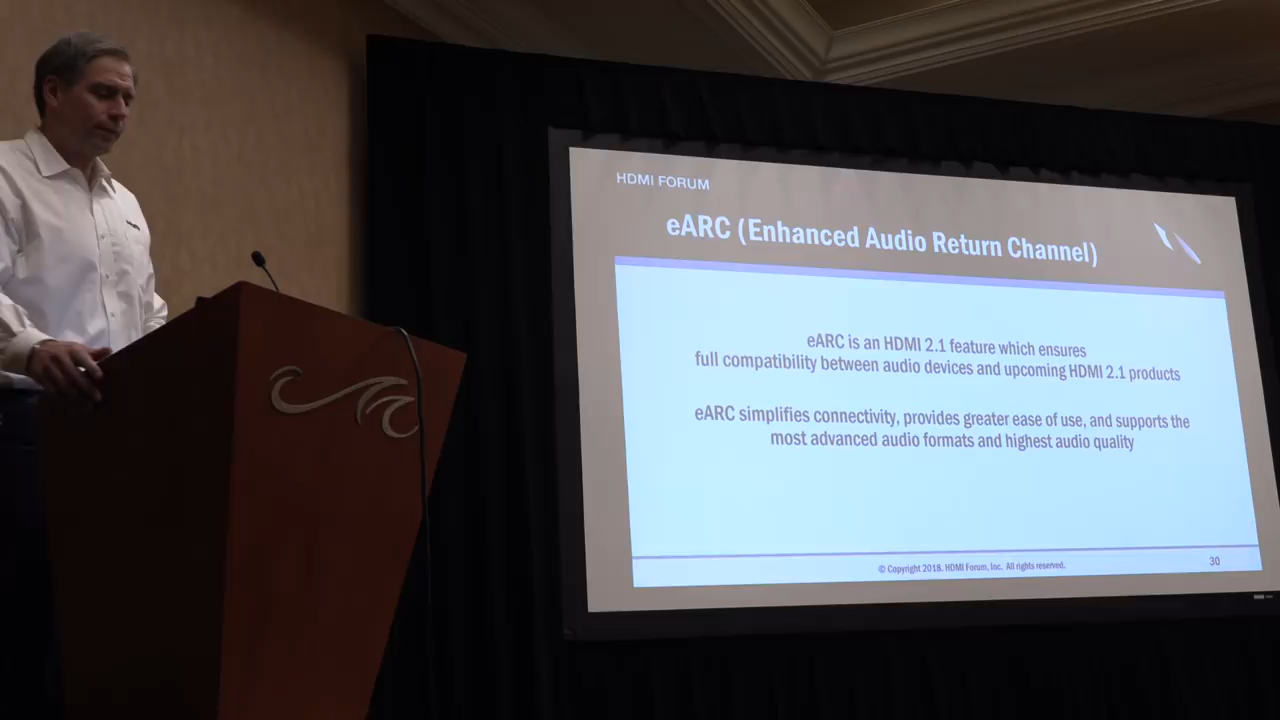 HDMI FORUM
eARC (Enhanced Audio Return Channel)
eARC is an HDMI 2.1 feature which ensures
full compatibility between audio devices and upcoming HDMI 2.1 products
eARC simplifies connectivity, provides greater ease of use, and supports the
most advanced audio formats and highest audio quality
© Copyright 2018. HDMI Forum, Inc. All rights reserved.
30